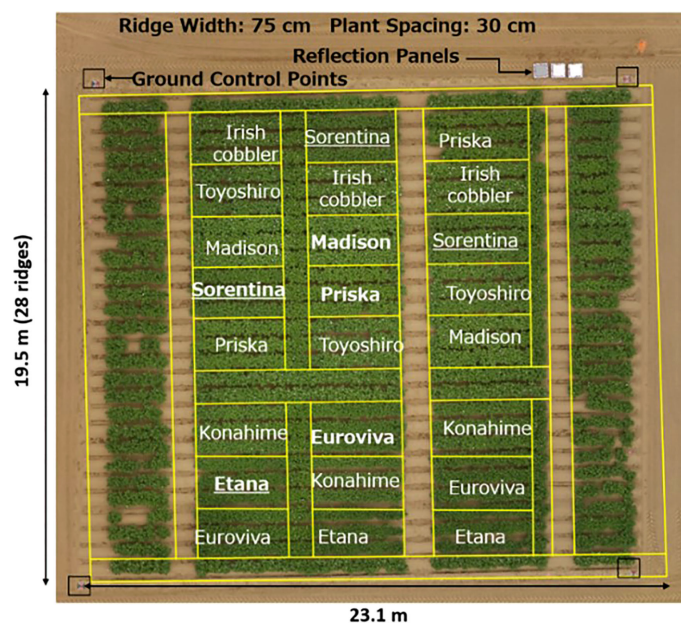 Ridge Width: 75 cm Plant Spacing: 30 cm
Reflection Panels
Ground Control Points
Irish
cobbler
Sorentina
Priska
Toyoshiro
Irish
cobbler
Irish
cobbler
Madison
Madison
Sorentina
Sorentina
Priska
Toyoshiro
Priska
Toyoshiro
Madison
Konahime
Euroviva
Konahime
Etana
Konahime
Euroviva
Euroviva
Etana
Etana
19.5 m (28 ridges)
23.1 m